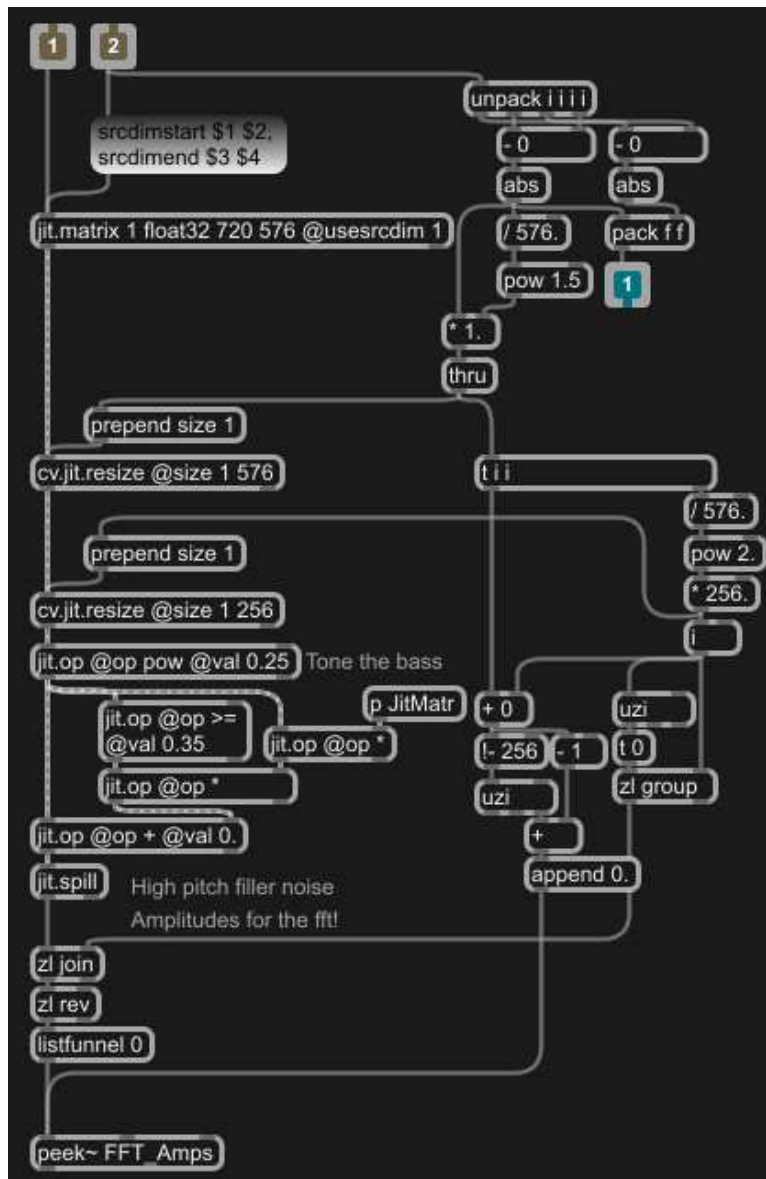 1
2
unpack i i i i
srcdimstart $1 $2,
srcdimend $3 $4
- 0
- 0
abs
abs
jit.matrix 1 float32 720 576 @usesrcdim 1
/ 576.
pack f f
pow 1.5
1
* 1.
thru
prepend size 1
cv.jit.resize @size 1 576
t i i
/ 576.
prepend size 1
pow 2.
* 256.
cv.jit.resize @size 1 256
i
jit.op @op pow @val 0.25
Tone the bass
p JitMatr
+ 0
uzi
jit.op @op >=
@val 0.35
jit.op @op *
!- 256
- 1
t 0
jit.op @op *
uzi
zl group
jit.op @op + @val 0.
+
jit.spill
High pitch filler noise
append 0.
Amplitudes for the fft!
zl join
zl rev
listfunnel 0
peek~ FFT_Amps